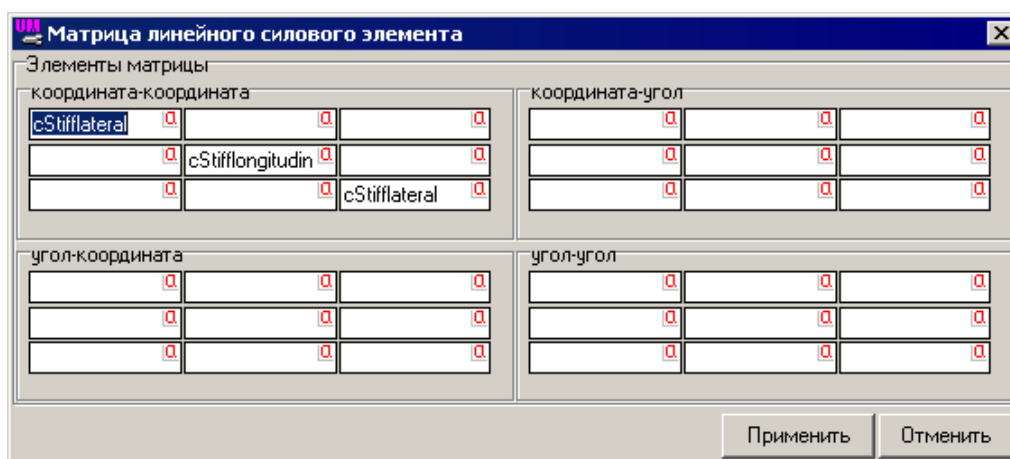 UM Матрица линейного силового элемента
Элементы матрицы
координата-координата координата-угол
cStifflateral a a a a a a
a cStifflongitudin a a a a a
a a cStifflateral a a a a
угол-координата угол-угол
a a a a a a
a a a a a a
a a a a a a
Применить Отменить